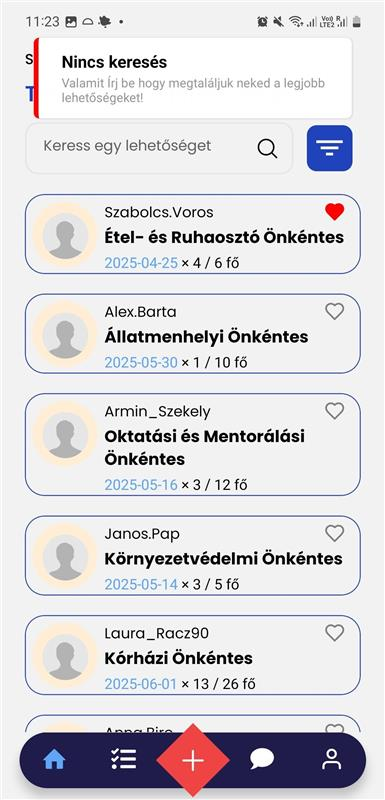 11:23
Vo)) R
LTE2
S
Nincs keresés
Valamit Írj be hogy megtaláljuk neked a legjobb
lehetőségeket!
T
Keress egy lehetőséget
Szabolcs.Voros
Étel- és Ruhaosztó Önkéntes
2025-04-25 × 4 / 6 fő
Alex.Barta
Állatmenhelyi Önkéntes
2025-05-30 × 1 / 10 fő
Armin_Szekely
Oktatási és Mentorálási
Önkéntes
2025-05-16 × 3 / 12 fő
Janos.Pap
Környezetvédelmi Önkéntes
2025-05-14 × 3 / 5 fő
Laura_Racz90
Kórházi Önkéntes
2025-06-01 × 13 / 26 fő